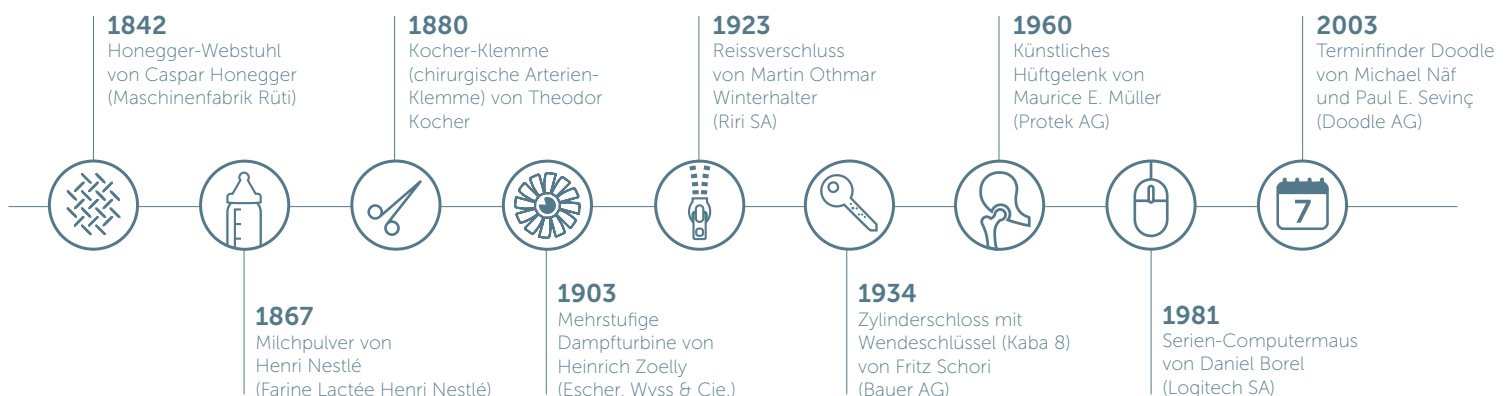 1842
Honegger-Webstuhl
von Caspar Honegger
(Maschinenfabrik Rüti)
1867
Milchpulver von
Henri Nestlé
(Farine Lactée Henri Nestlé)
1880
Kocher-Klemme
(chirurgische Arterien-
Klemme) von Theodor
Kocher
1903
Mehrstufige
Dampfturbine von
Heinrich Zoelly
(Escher, Wyss & Cie.)
1923
Reissverschluss
von Martin Othmar
Winterhalter
(Riri SA)
1934
Zylinderschloss mit
Wendeschlüssel (Kaba 8)
von Fritz Schori
(Bauer AG)
1960
Künstliches
Hüftgelenk von
Maurice E. Müller
(Protek AG)
1981
Serien-Computermaus
von Daniel Borel
(Logitech SA)
2003
Terminfinder Doodle
von Michael Näf
und Paul E. Sevinç
(Doodle AG)
7